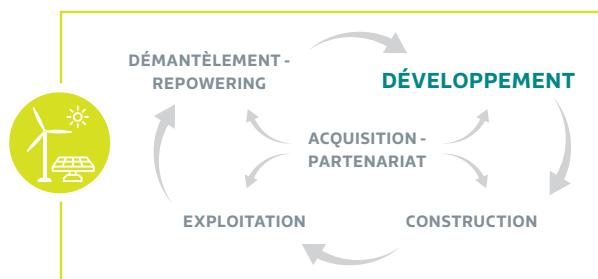 DÉMANTÈLEMENT -
REPOWERING
DÉVELOPPEMENT
ACQUISITION -
PARTENARIAT
EXPLOITATION
CONSTRUCTION